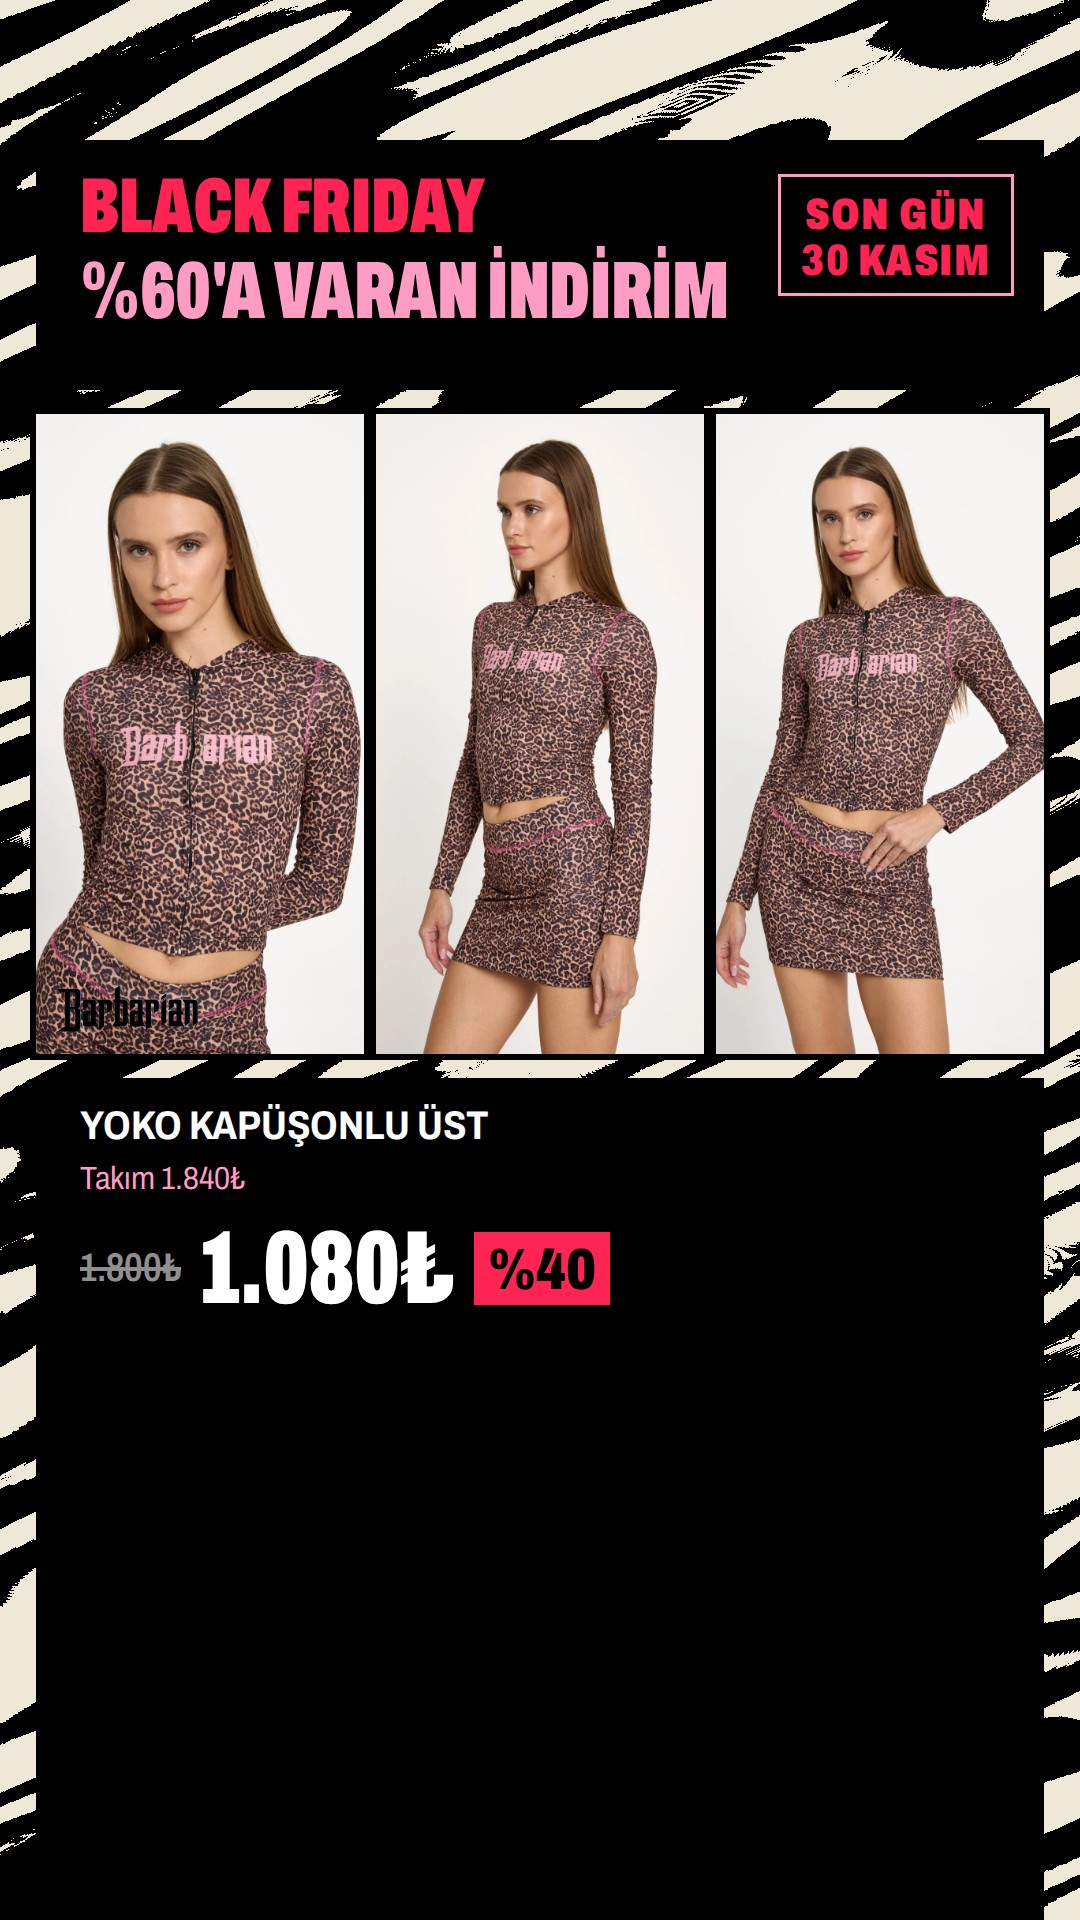 BLACK FRIDAY
%60'A VARAN İNDİRİM
SON GÜN
30 KASIM
Barbarian
Barbarian
Barbarian
Barbarian
YOKO KAPÜŞONLU ÜST
Takım 1.840₺
1.800₺ 1.080₺ %40